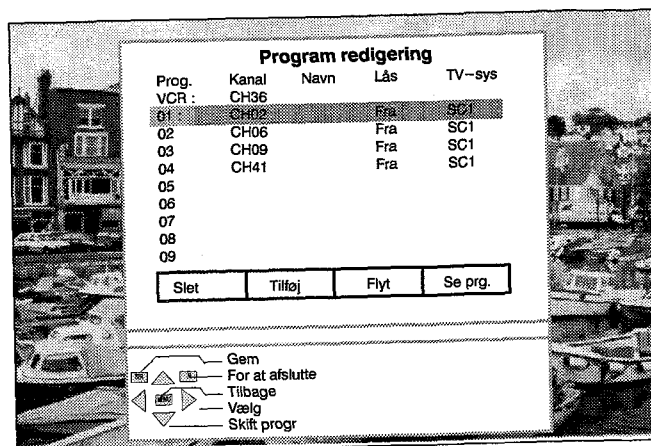 Program redigering
Prog. Kanal Navn Lås TV-sys
VCR : CH36
01 : CH02 Fra SC1
02 CH06 Fra SC1
03 CH09 Fra SC1
04 CH41 Fra SC1
05
06
07
08
09
Slet Tilføj Flyt Se prg.
Gem
For at afslutte
Tilbage
Vælg
Skift progr